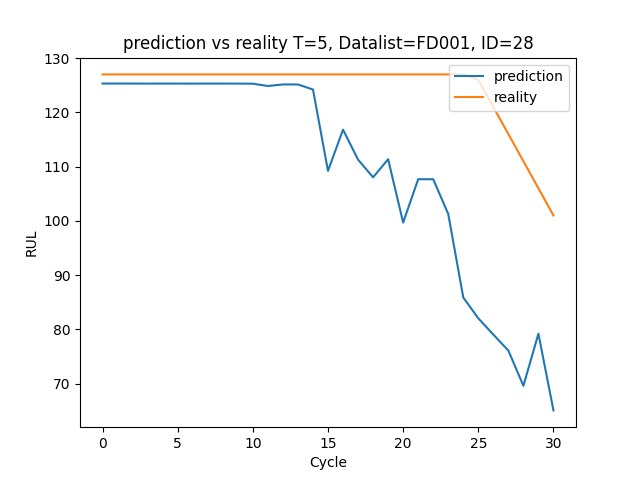 prediction vs reality T=5, Datalist=FD001, ID=28
prediction
reality
130
120
110
100
90
80
70
RUL
0 5 10 15 20 25 30
Cycle